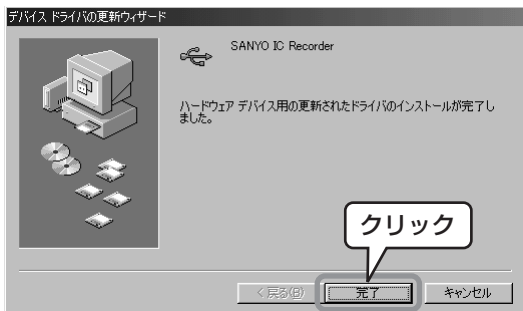 デバイス ドライバの更新ウィザード
SANYO IC Recorder
ハードウェア デバイス用の更新されたドライバのインストールが完了し
ました。
クリック
< 戻る(B)
完了
キャンセル